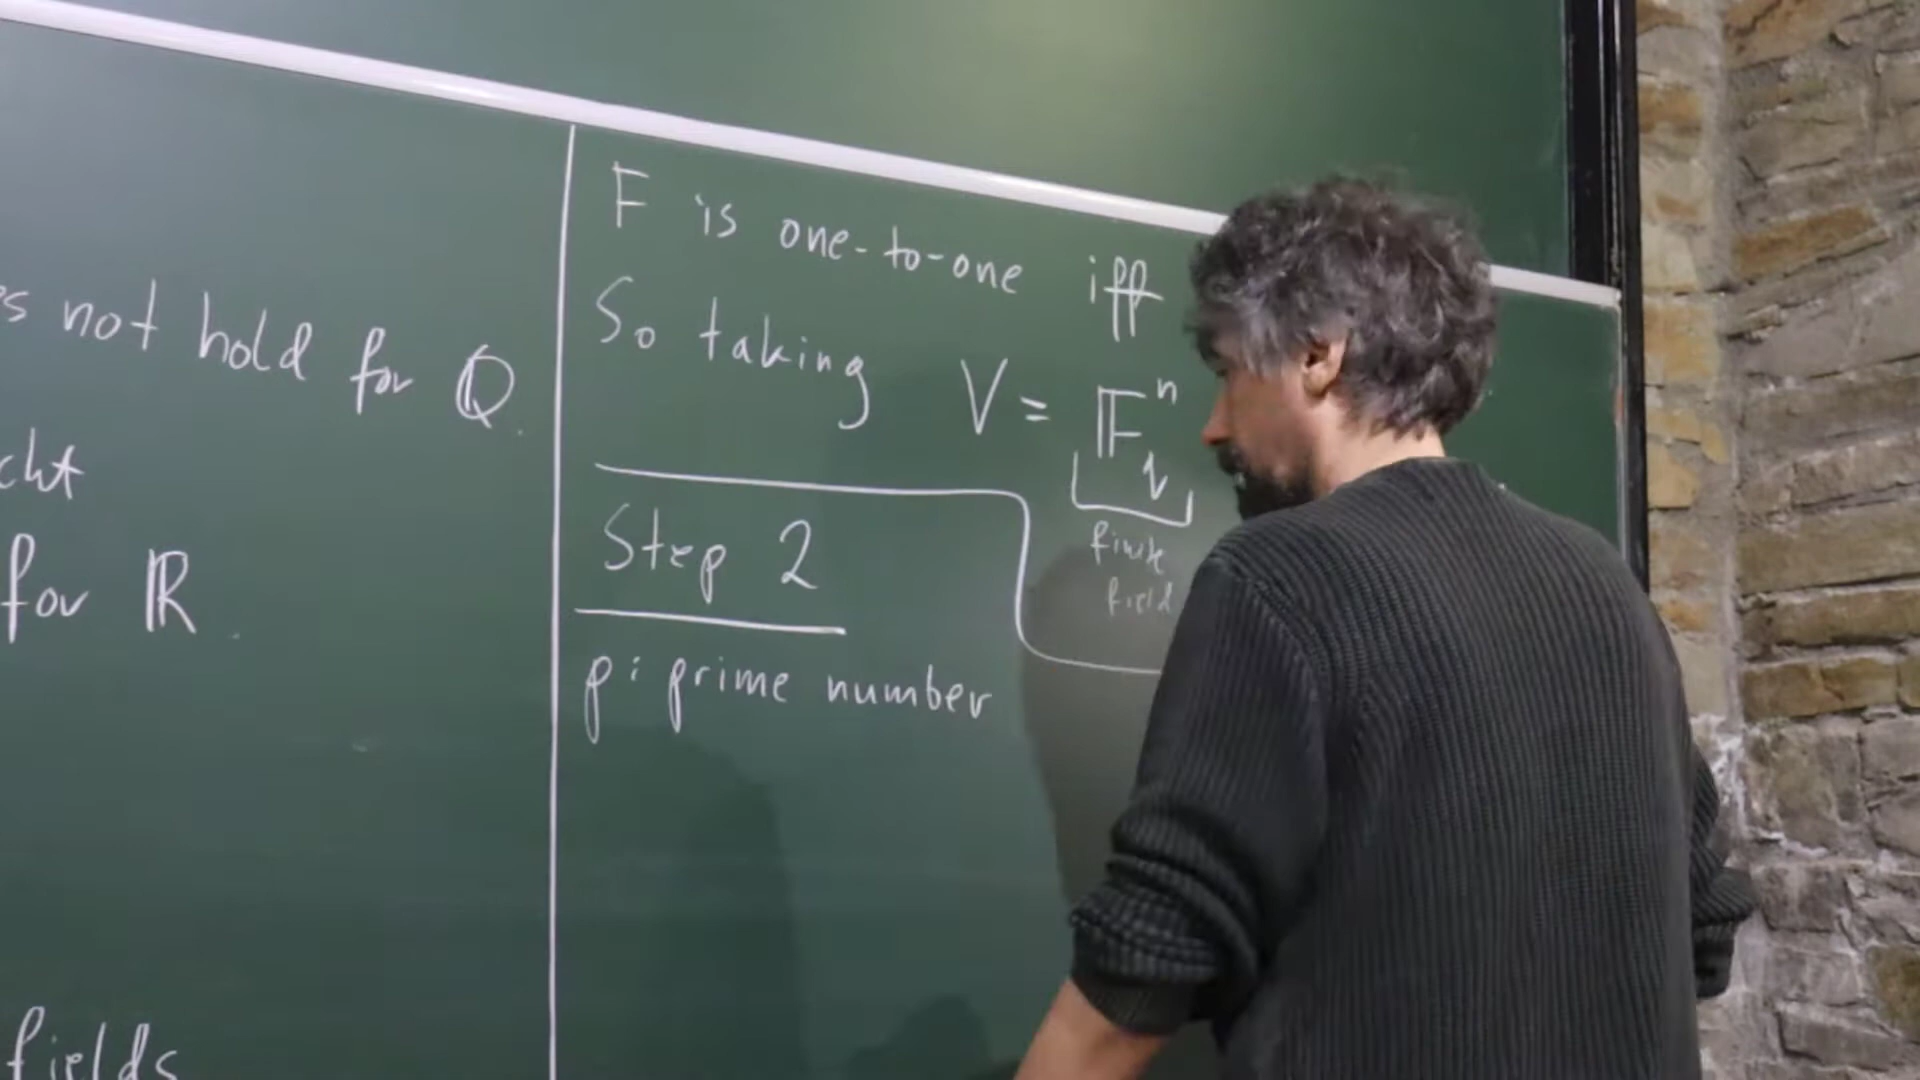 not hold for ℚ.
for ℝ.
fields
F is one-to-one iff
So taking V = 𝔽_q^n
finite
field
Step 2
p: prime number